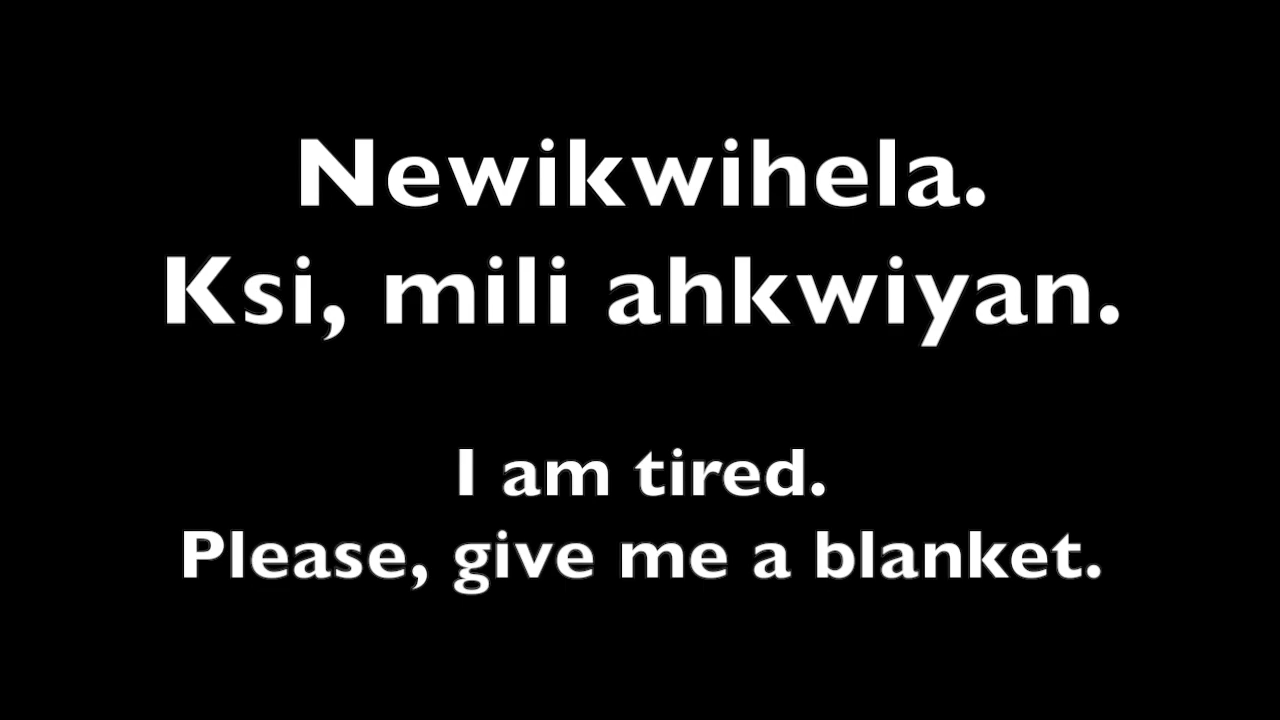 Newikwihela.
Ksi, mili ahkwiyan.
I am tired.
Please, give me a blanket.